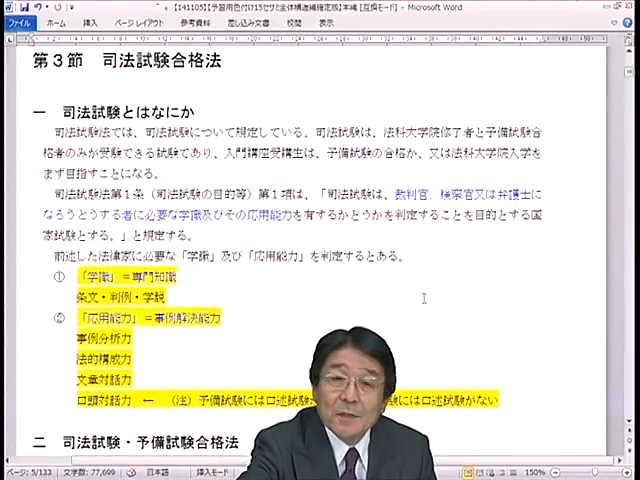 【141105】【予習用色付け15セサミ全体構造編確定版】本編 [互換モード] - Microsoft Word
ファイル ホーム 挿入 ページ レイアウト 参考資料 差し込み文書 校閲 表示
第３節 司法試験合格法
一 司法試験とはなにか
司法試験法では、司法試験について規定している。司法試験は、法科大学院修了者と予備試験合
格者のみが受験できる試験であり、入門講座受講生は、予備試験の合格か、又は法科大学院入学を
まず目指すことになる。
司法試験法第１条（司法試験の目的等）第１項は、「司法試験は、裁判官、検察官又は弁護士に
なろうとうする者に必要な学識及びその応用能力を有するかどうかを判定することを目的とする国
家試験とする。」と規定する。
前述した法律家に必要な「学識」及び「応用能力」を判定するとある。
① 「学識」＝専門知識
条文・判例・学説
② 「応用能力」＝事例解決能力
事例分析力
法的構成力
文章対話力
口頭対話力 ← （注）予備試験には口述試験 験には口述試験がない
二 司法試験・予備試験合格法
ページ: 5/133 文字数: 77,699 日本語 挿入モード 150%